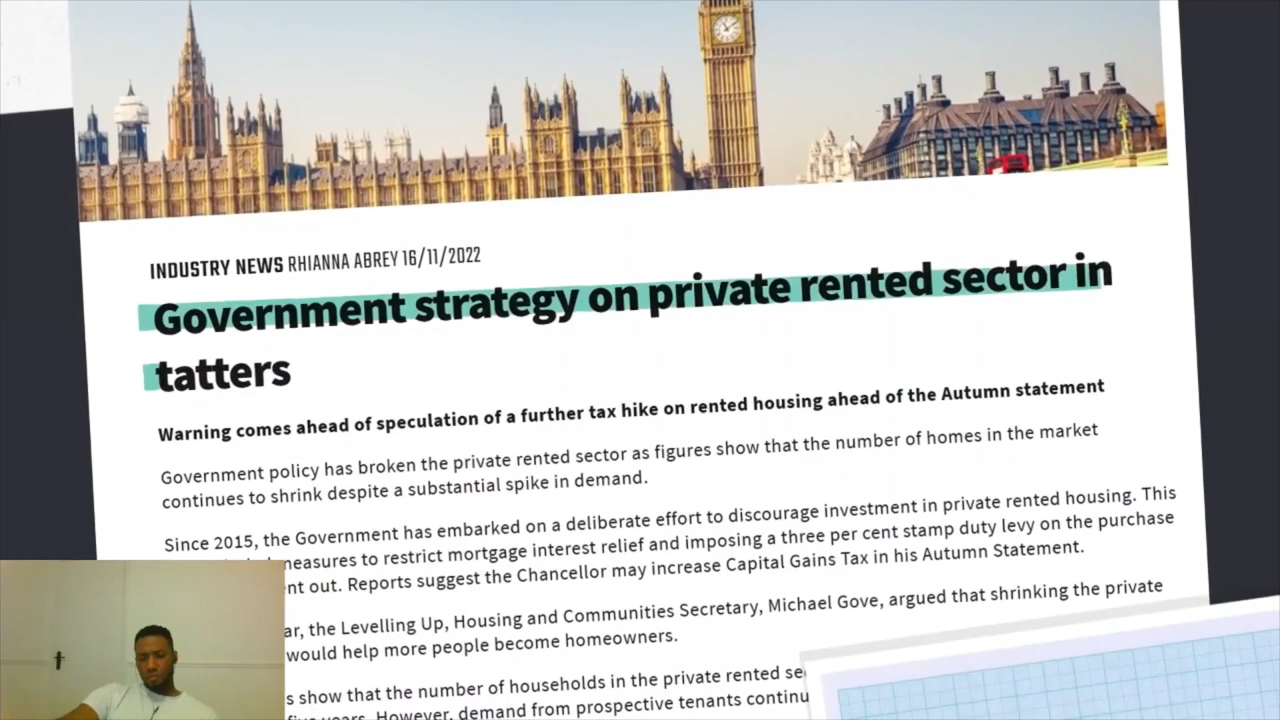 INDUSTRY NEWS RHIANNA ABREY 16/11/2022
Government strategy on private rented sector in
tatters
Warning comes ahead of speculation of a further tax hike on rented housing ahead of the Autumn statement
Government policy has broken the private rented sector as figures show that the number of homes in the market
continues to shrink despite a substantial spike in demand.
Since 2015, the Government has embarked on a deliberate effort to discourage investment in private rented housing. This
measures to restrict mortgage interest relief and imposing a three per cent stamp duty levy on the purchase
out. Reports suggest the Chancellor may increase Capital Gains Tax in his Autumn Statement.
the Levelling Up, Housing and Communities Secretary, Michael Gove, argued that shrinking the private
would help more people become homeowners.
show that the number of households in the private rented
years. However, demand from prospective tenants